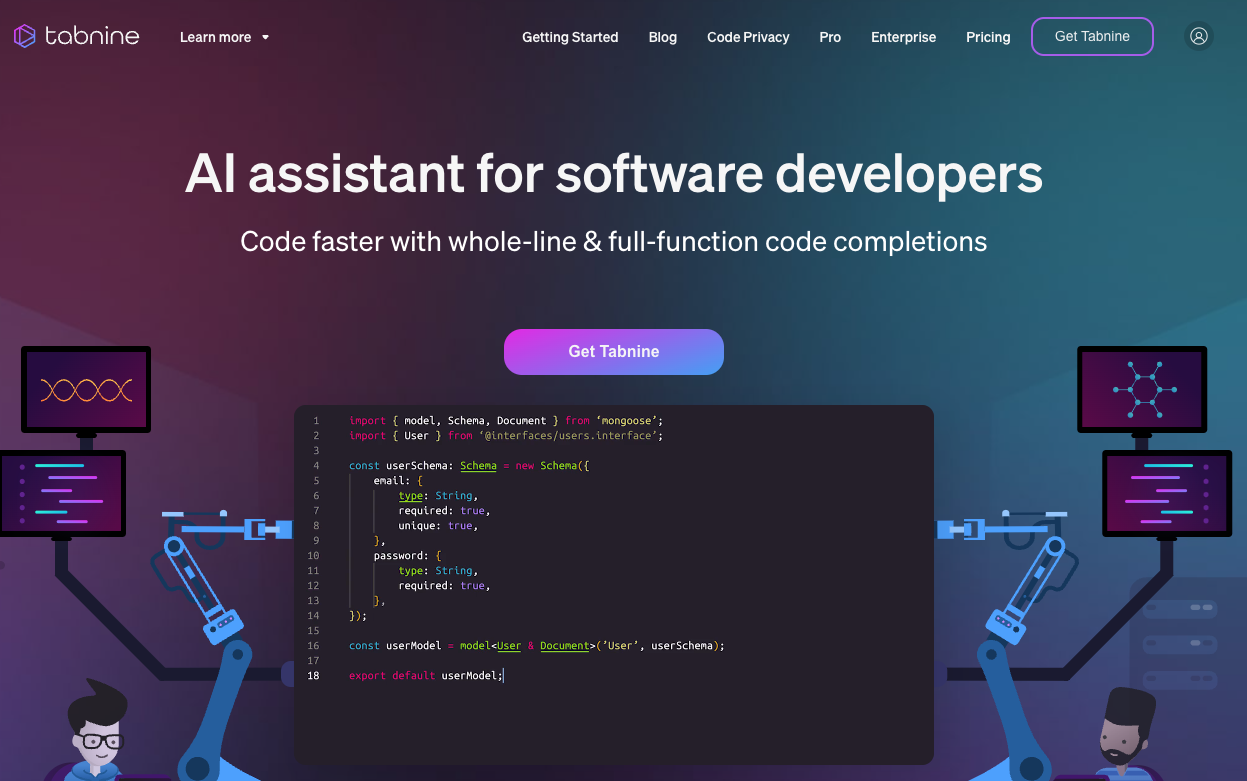 tabnine
Learn more
Getting Started
Blog
Code Privacy
Pro
Enterprise
Pricing
Get Tabnine
AI assistant for software developers
Code faster with whole-line & full-function code completions
Get Tabnine
1 import { model, Schema, Document } from ‘mongoose’;
2 import { User } from ‘@interfaces/users.interface’;
3
4 const userSchema: Schema = new Schema({
5 email: {
6 type: String,
7 required: true,
8 unique: true,
9 },
10 password: {
11 type: String,
12 required: true,
13 },
14 });
15
16 const userModel = model<User & Document>(’User’, userSchema);
17
18 export default userModel;